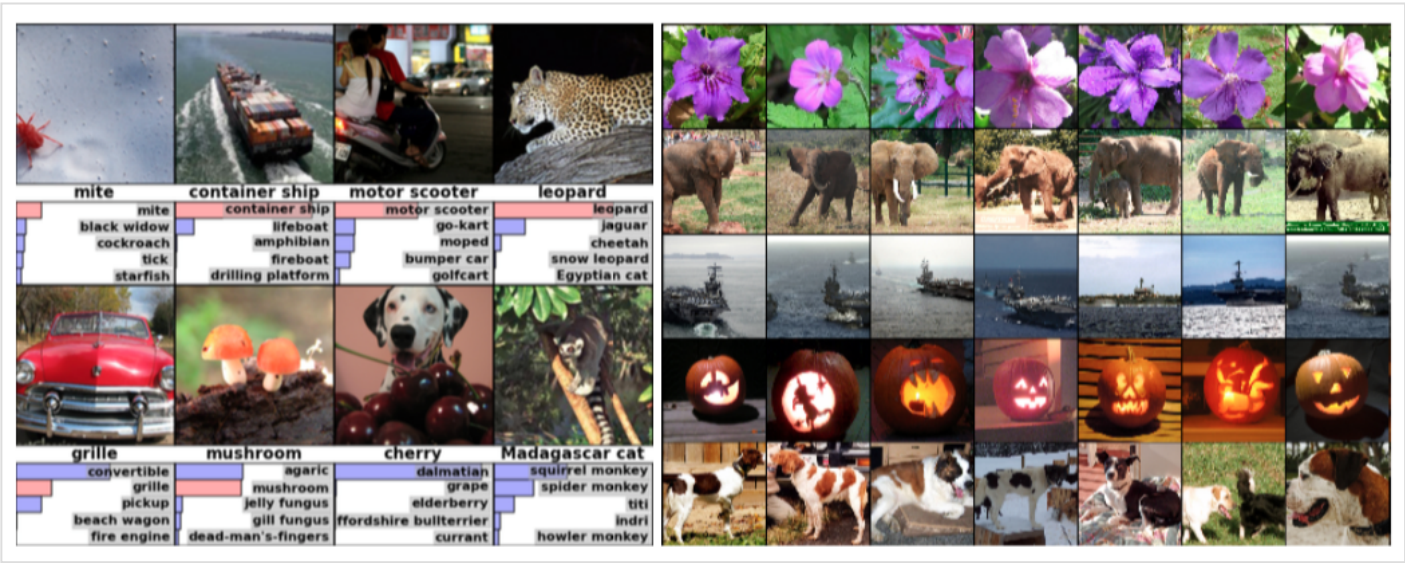 mite
container ship
motor scooter
leopard
mite
black widow
cockroach
tick
starfish
container ship
lifeboat
amphibian
fireboat
drilling platform
motor scooter
go-kart
moped
bumper car
golfcart
leopard
jaguar
cheetah
snow leopard
Egyptian cat
grille
mushroom
cherry
Madagascar cat
convertible
grille
pickup
beach wagon
fire engine
agaric
mushroom
jelly fungus
gill fungus
dead-man's-fingers
dalmatian
grape
elderberry
ffordshire bullterrier
currant
squirrel monkey
spider monkey
titi
indri
howler monkey